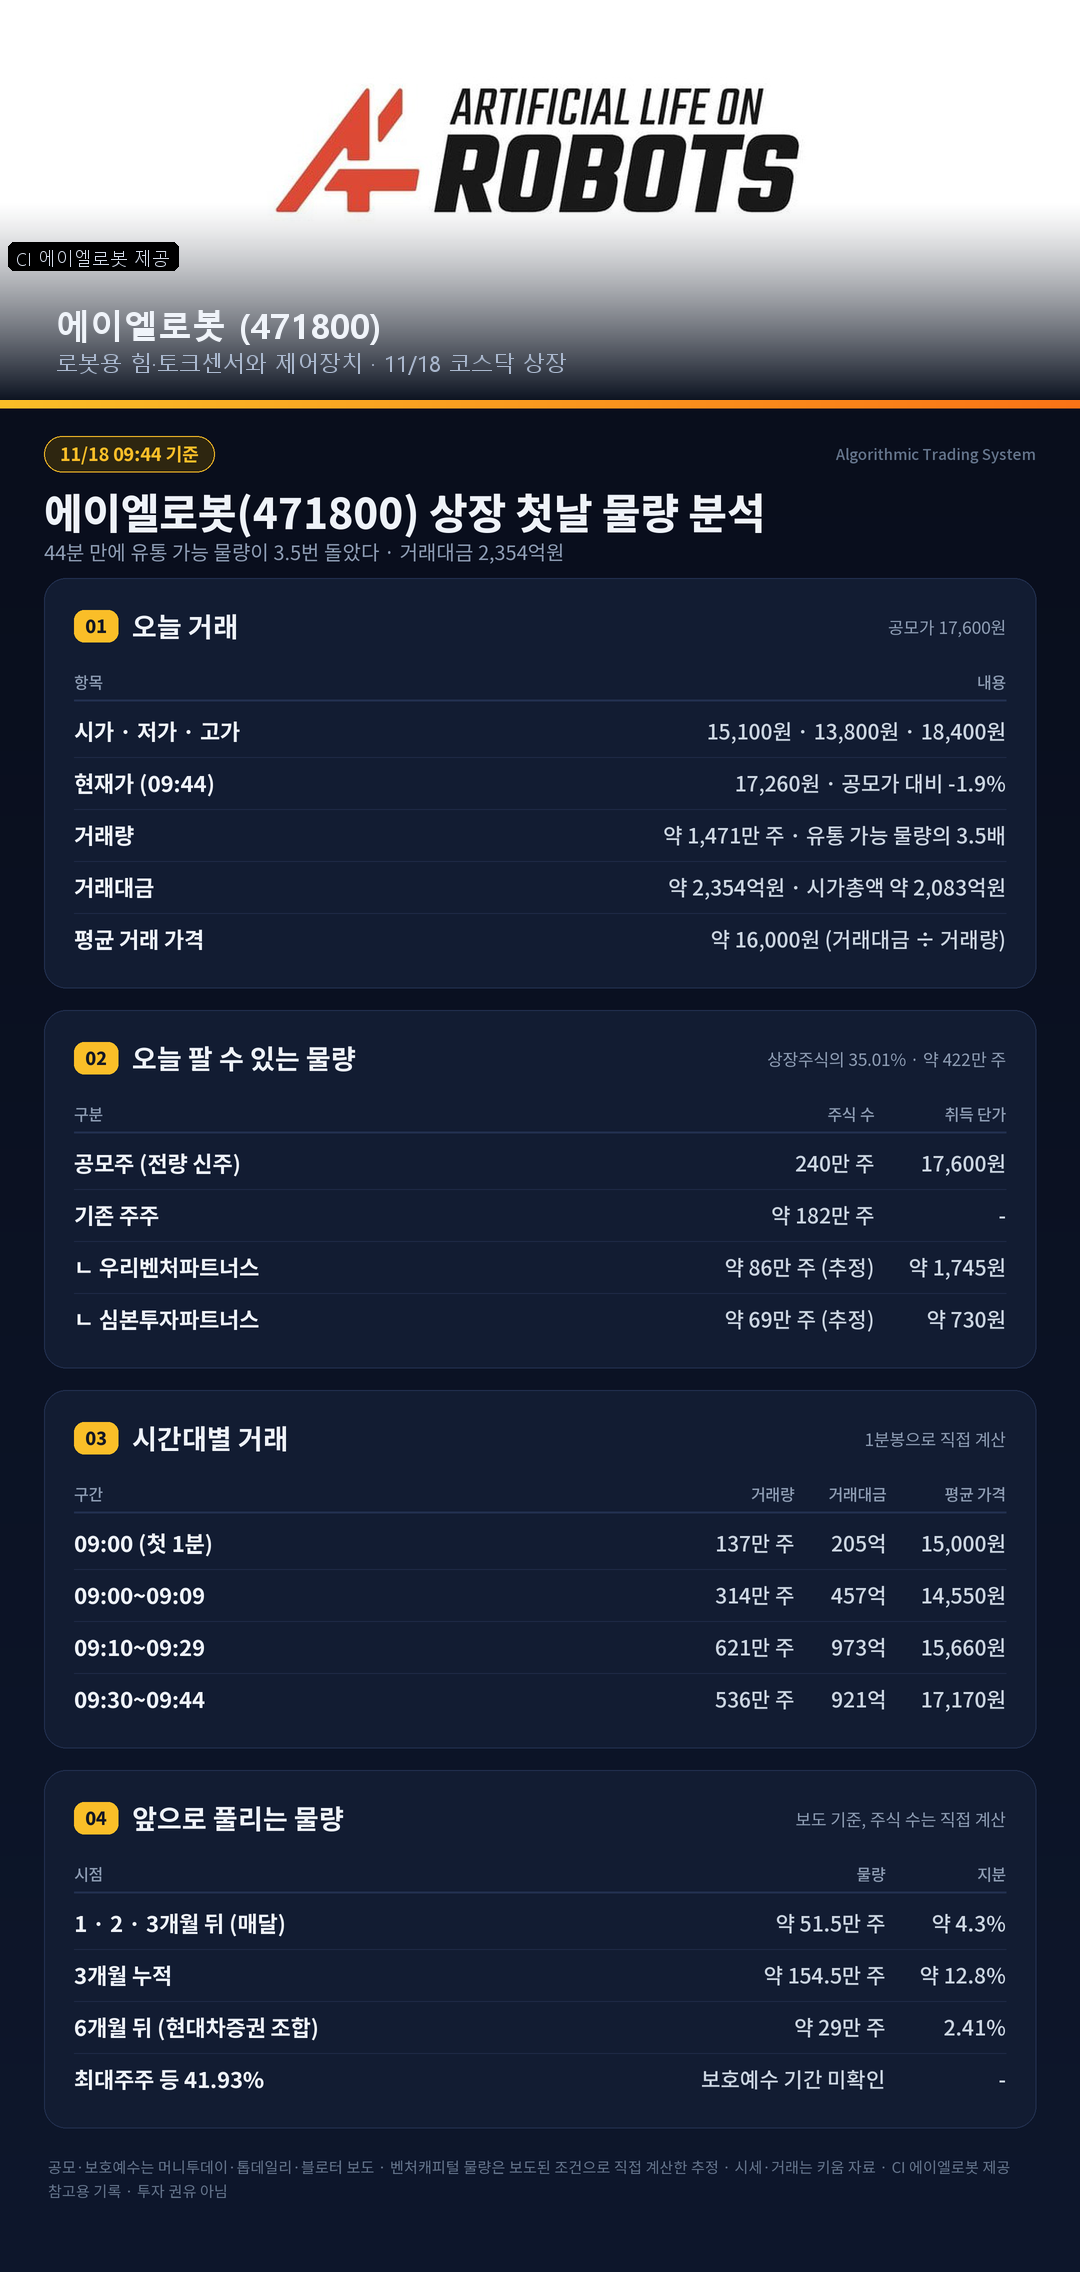 ARTIFICIAL LIFE ON
ROBOTS
CI 에이엘로봇 제공
에이엘로봇 (471800)
로봇용 힘·토크센서와 제어장치 · 11/18 코스닥 상장
11/18 09:44 기준
Algorithmic Trading System
에이엘로봇(471800) 상장 첫날 물량 분석
44분 만에 유통 가능 물량이 3.5번 돌았다 · 거래대금 2,354억원
01 오늘 거래 공모가 17,600원
항목 내용
시가 · 저가 · 고가 15,100원 · 13,800원 · 18,400원
현재가 (09:44) 17,260원 · 공모가 대비 -1.9%
거래량 약 1,471만 주 · 유통 가능 물량의 3.5배
거래대금 약 2,354억원 · 시가총액 약 2,083억원
평균 거래 가격 약 16,000원 (거래대금 ÷ 거래량)
02 오늘 팔 수 있는 물량 상장주식의 35.01% · 약 422만 주
구분 주식 수 취득 단가
공모주 (전량 신주) 240만 주 17,600원
기존 주주 약 182만 주 -
ㄴ 우리벤처파트너스 약 86만 주 (추정) 약 1,745원
ㄴ 심본투자파트너스 약 69만 주 (추정) 약 730원
03 시간대별 거래 1분봉으로 직접 계산
구간 거래량 거래대금 평균 가격
09:00 (첫 1분) 137만 주 205억 15,000원
09:00~09:09 314만 주 457억 14,550원
09:10~09:29 621만 주 973억 15,660원
09:30~09:44 536만 주 921억 17,170원
04 앞으로 풀리는 물량 보도 기준, 주식 수는 직접 계산
시점 물량 지분
1 · 2 · 3개월 뒤 (매달) 약 51.5만 주 약 4.3%
3개월 누적 약 154.5만 주 약 12.8%
6개월 뒤 (현대차증권 조합) 약 29만 주 2.41%
최대주주 등 41.93% 보호예수 기간 미확인 -
공모·보호예수는 머니투데이·톱데일리·블로터 보도 · 벤처캐피털 물량은 보도된 조건으로 직접 계산한 추정 · 시세·거래는 키움 자료 · CI 에이엘로봇 제공
참고용 기록 · 투자 권유 아님